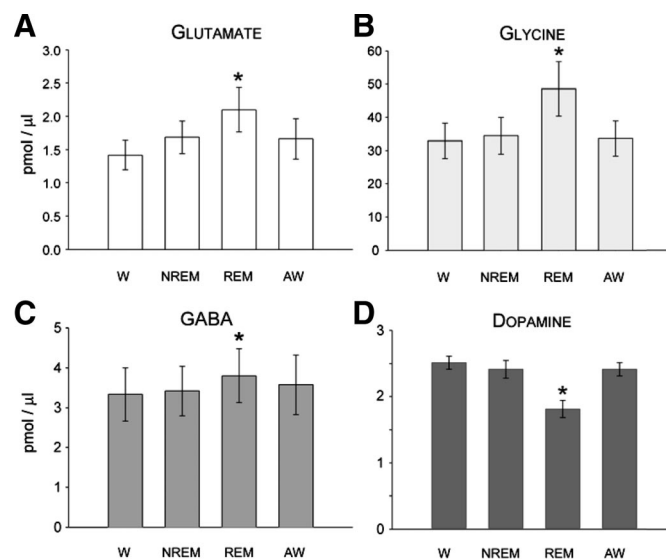 A
GLUTAMATE
pmol / µl
3.0
2.5
2.0
1.5
1.0
0.5
0.0
*
W NREM REM AW
B
GLYCINE
60
50
40
30
20
10
0
*
W NREM REM AW
C
GABA
pmol / µl
5
4
3
2
1
0
*
W NREM REM AW
D
DOPAMINE
3
2
1
0
*
W NREM REM AW